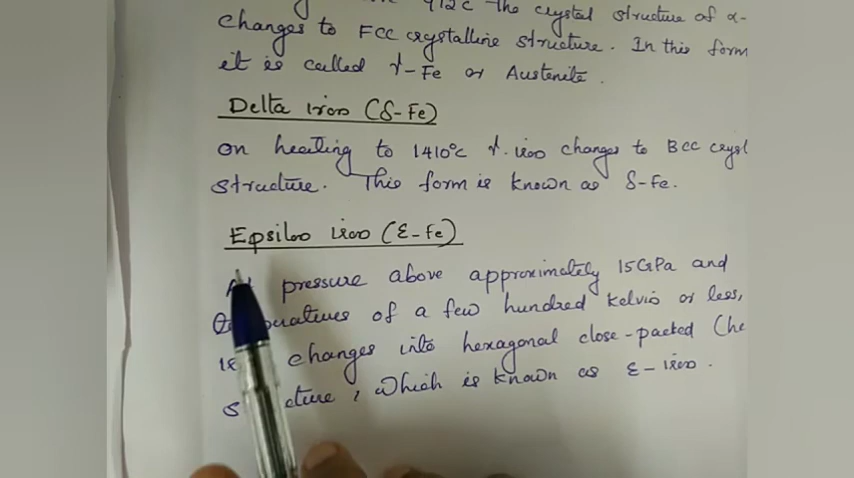 912c the crystal structure of α-
changes to FCC crystalline structure. In this form
it is called γ-Fe or Austenite.
Delta iron (δ-Fe)
on heating to 1410°c γ-iron changes to BCC cryst
structure. This form is known as δ-Fe.
Epsilon iron (ε-Fe)
pressure above approximately 15GPa and
of a few hundred kelvin or less,
changes into hexagonal close-packed (hc
, which is known as ε-iron.